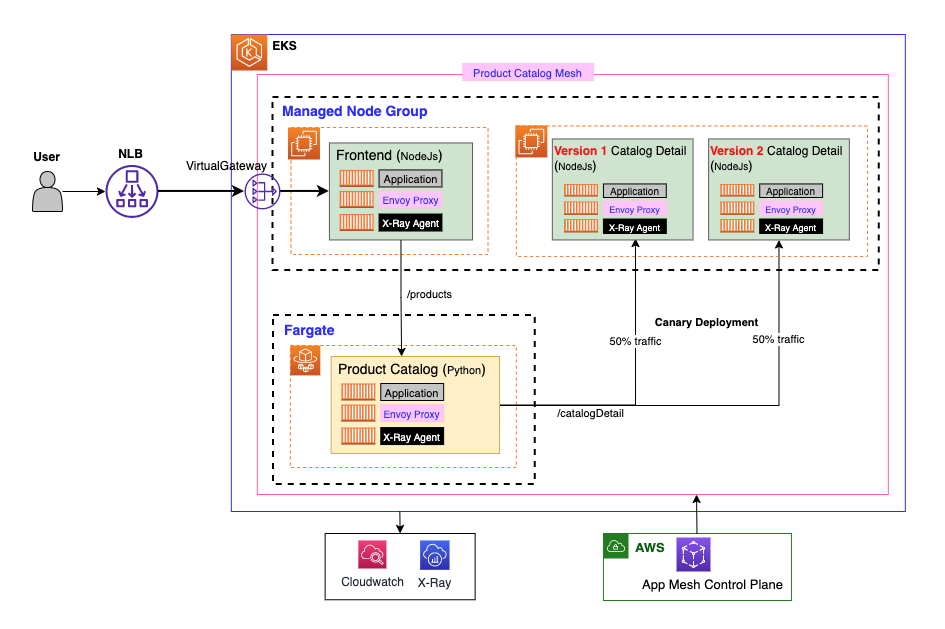 EKS
Product Catalog Mesh
Managed Node Group
User
NLB
VirtualGateway
Frontend (NodeJs)
Application
Envoy Proxy
X-Ray Agent
Version 1 Catalog Detail
(NodeJs)
Application
Envoy Proxy
X-Ray Agent
Version 2 Catalog Detail
(NodeJs)
Application
Envoy Proxy
X-Ray Agent
/products
Canary Deployment
50% traffic
50% traffic
Fargate
Product Catalog (Python)
Application
Envoy Proxy
X-Ray Agent
/catalogDetail
Cloudwatch
X-Ray
AWS
App Mesh Control Plane